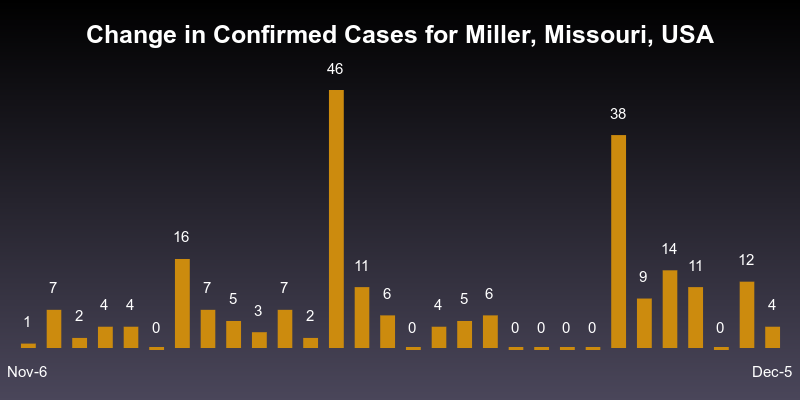 Change in Confirmed Cases for Miller, Missouri, USA
1 7 2 4 4 0 16 7 5 3 7 2 46 11 6 0 4 5 6 0 0 0 0 38 9 14 11 0 12 4
Nov-6 Dec-5